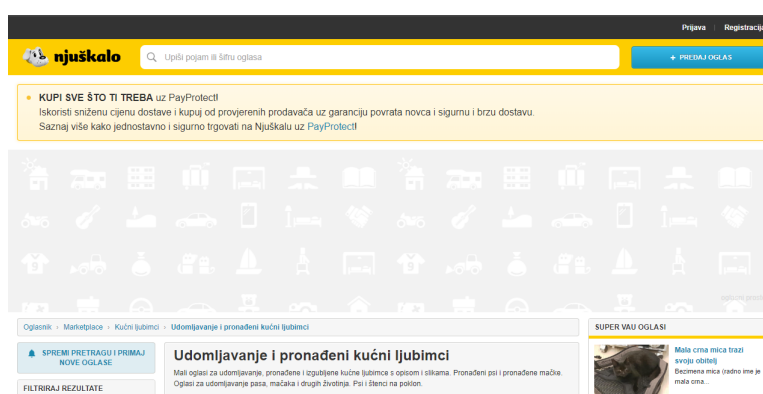 Prijava | Registracija
njuškalo
Upiši pojam ili šifru oglasa
+ PREDAJ OGLAS
KUPI SVE ŠTO TI TREBA uz PayProtect!
Iskoristi sniženu cijenu dostave i kupuj od provjerenih prodavača uz garanciju povrata novca i sigurnu i brzu dostavu.
Saznaj više kako jednostavno i sigurno trgovati na Njuškalu uz PayProtect!
9 9
oglasni prostor
Oglasnik › Marketplace › Kućni ljubimci › Udomljavanje i pronađeni kućni ljubimci
SUPER VAU OGLASI
SPREMI PRETRAGU I PRIMAJ
NOVE OGLASE
FILTRIRAJ REZULTATE
Udomljavanje i pronađeni kućni ljubimci
Mali oglasi za udomljavanje, pronađene i izgubljene kućne ljubimce s opisom i slikama. Pronađeni psi i pronađene mačke.
Oglasi za udomljavanje pasa, mačaka i drugih životinja. Psi i štenci na poklon.
Mala crna mica trazi
svoju obitelj
Bezimena mica (radno ime je
mala crna...